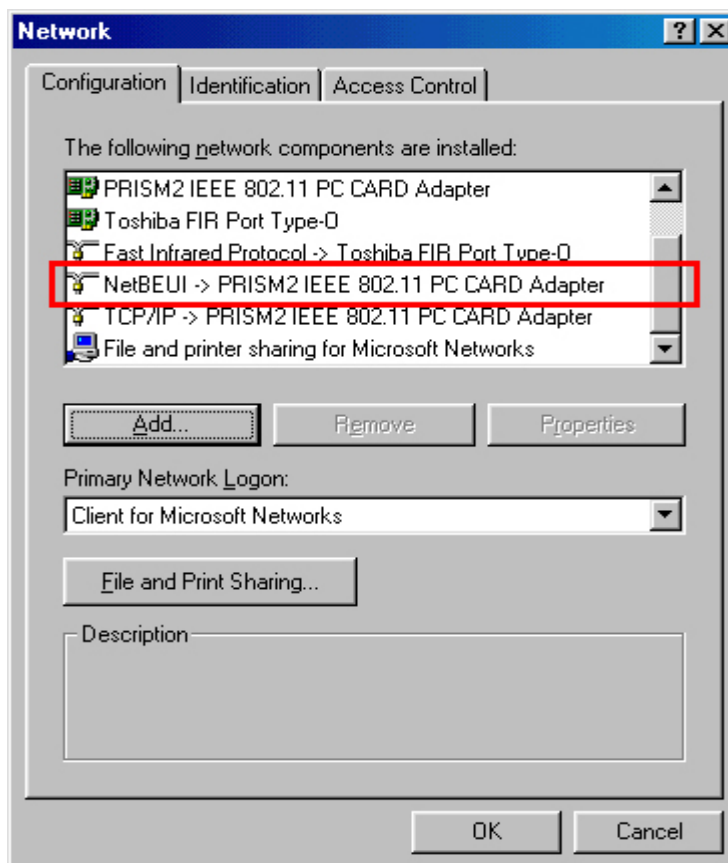 Network
Configuration Identification Access Control
The following network components are installed:
PRISM2 IEEE 802.11 PC CARD Adapter
Toshiba FIR Port Type-O
Fast Infrared Protocol -> Toshiba FIR Port Type-O
NetBEUI -> PRISM2 IEEE 802.11 PC CARD Adapter
TCP/IP -> PRISM2 IEEE 802.11 PC CARD Adapter
File and printer sharing for Microsoft Networks
Add... Remove Properties
Primary Network Logon:
Client for Microsoft Networks
File and Print Sharing...
Description
OK Cancel